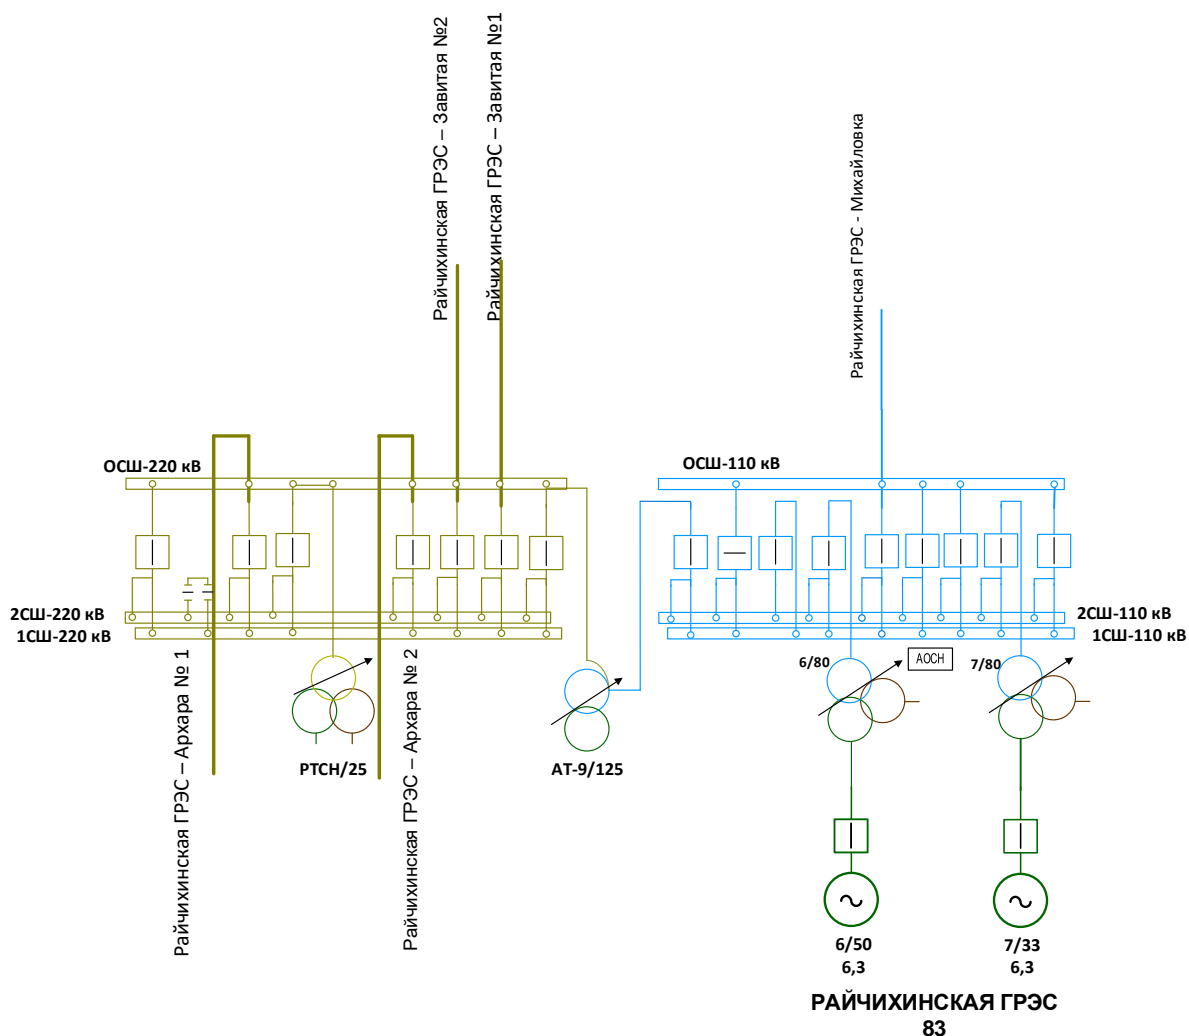 Райчихинская ГРЭС – Завитая №2
Райчихинская ГРЭС – Завитая №1
Райчихинская ГРЭС - Михайловка
ОСШ-220 кВ
ОСШ-110 кВ
2СШ-220 кВ
1СШ-220 кВ
2СШ-110 кВ
1СШ-110 кВ
Райчихинская ГРЭС – Архара № 1
Райчихинская ГРЭС – Архара № 2
6/80
АОСН
7/80
РТСН/25
АТ-9/125
6/50
6,3
7/33
6,3
РАЙЧИХИНСКАЯ ГРЭС
83